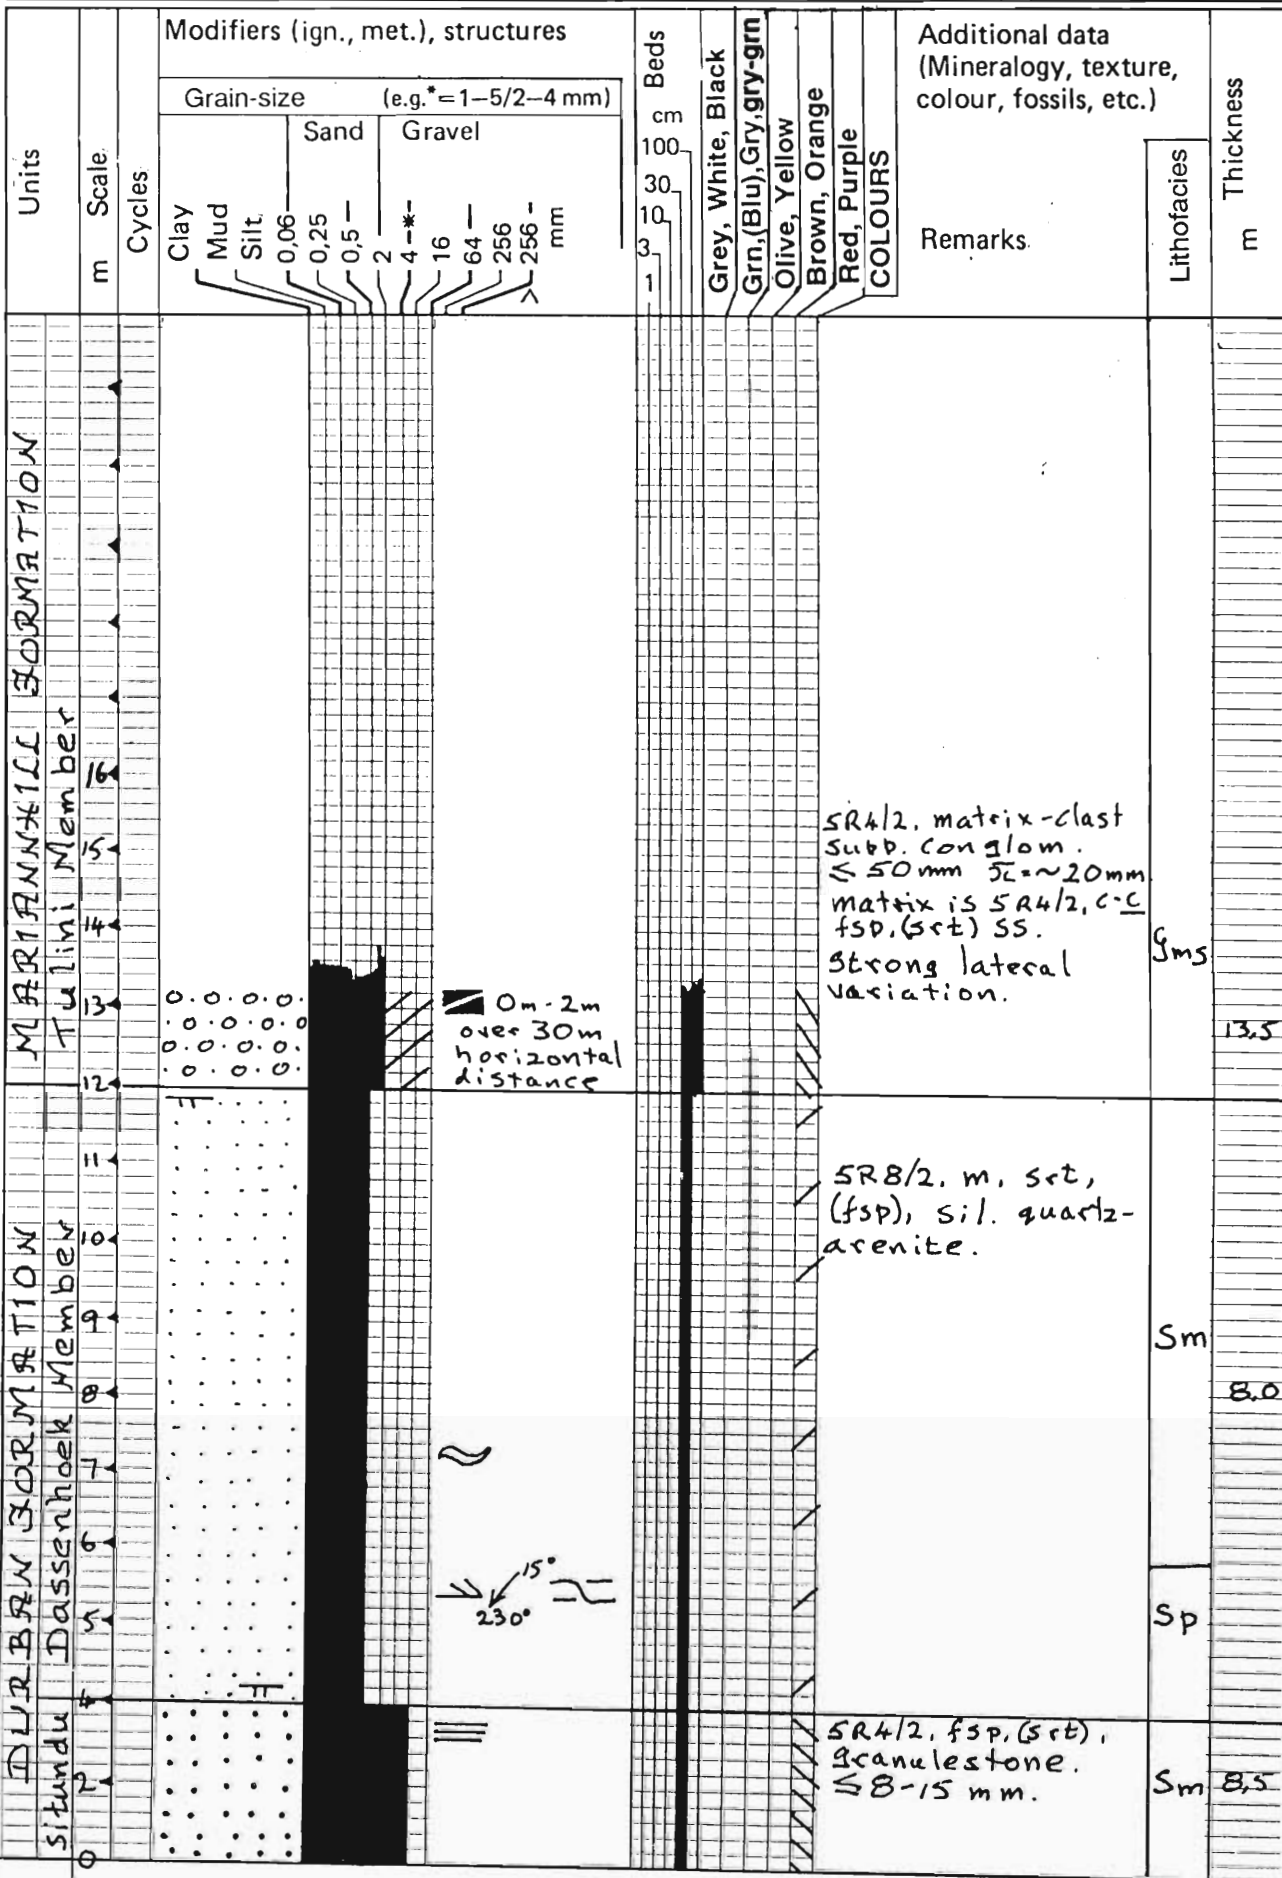 Modifiers (ign., met.), structures
Grain-size (e.g.*=1–5/2–4 mm)
Sand Gravel
Units
Scale
m
Cycles
Clay
Mud
Silt
0,06
0,25
0,5
2
4 *
16
64
256
>256
mm
Beds
cm
100
30
10
3
1
Grey, White, Black
Grn,(Blu),Gry,gry-grn
Olive, Yellow
Brown, Orange
Red, Purple
COLOURS
Additional data
(Mineralogy, texture,
colour, fossils, etc.)
Remarks
Lithofacies
Thickness
m
MARIANNHILL FORMATION
Tulini Member
16
15
14
13
12
5R4/2, matrix-clast
supp. conglom.
≤ 50mm x̄=~20mm
matrix is 5R4/2, c-c
fsp,(srt) SS.
Strong lateral
variation.
Gms
13,5
0m-2m
over 30m
horizontal
distance
DURBAN FORMATION
Dassenhoek Member
situndu
11
10
9
8
7
6
5
4
2
0
5R8/2, m, srt,
(fsp), sil. quartz-
arenite.
Sm
8,0
15°
230°
Sp
5R4/2, fsp,(srt),
granulestone.
≤8-15 mm.
Sm
8,5